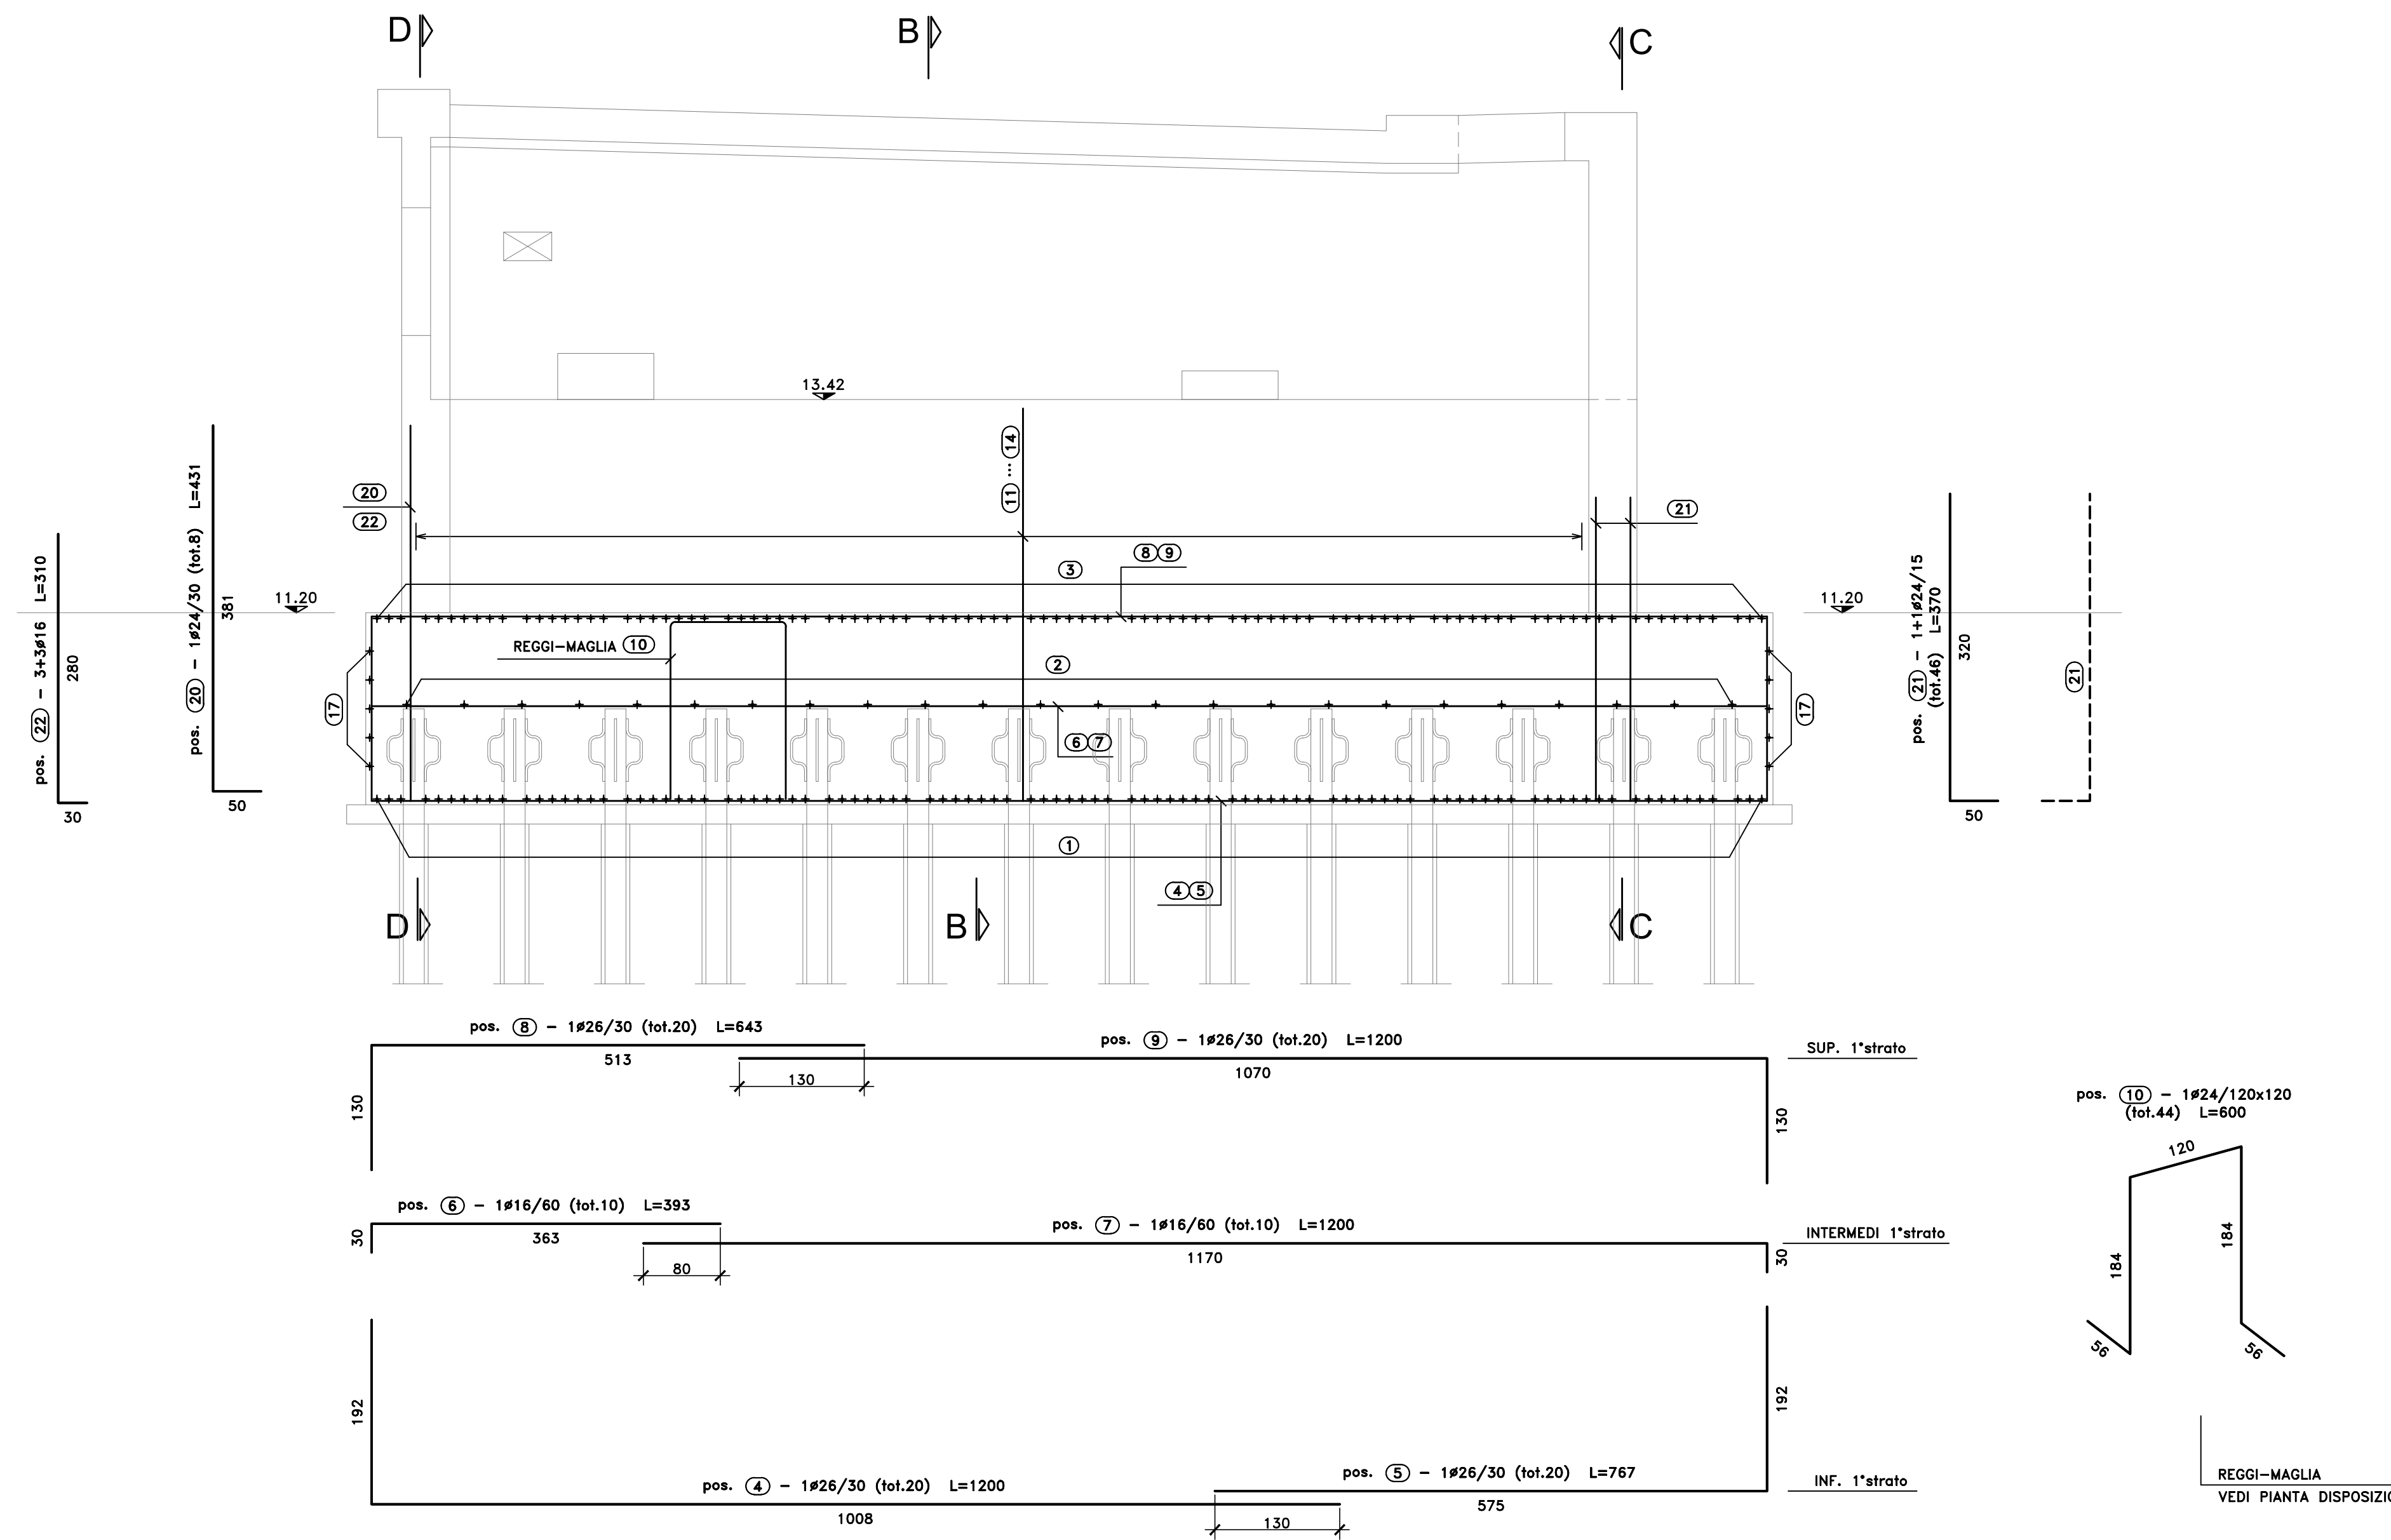 D
B
C
13.42
11 ... 14
20
22
21
8 9
3
11.20
11.20
REGGI-MAGLIA 10
2
17
17
6 7
1
4 5
D
B
C
pos. 22 - 3+3ø16 L=310
280
30
pos. 20 - 1ø24/30 (tot.8) L=431
381
50
pos. 21 - 1+1ø24/15
(tot.46) L=370
320
50
21
pos. 8 - 1ø26/30 (tot.20) L=643
513
130
130
pos. 9 - 1ø26/30 (tot.20) L=1200
1070
130
SUP. 1°strato
pos. 6 - 1ø16/60 (tot.10) L=393
363
30
80
pos. 7 - 1ø16/60 (tot.10) L=1200
1170
30
INTERMEDI 1°strato
192
192
pos. 4 - 1ø26/30 (tot.20) L=1200
1008
pos. 5 - 1ø26/30 (tot.20) L=767
575
130
INF. 1°strato
pos. 10 - 1ø24/120x120
(tot.44) L=600
120
184
184
56
56
REGGI-MAGLIA
VEDI PIANTA